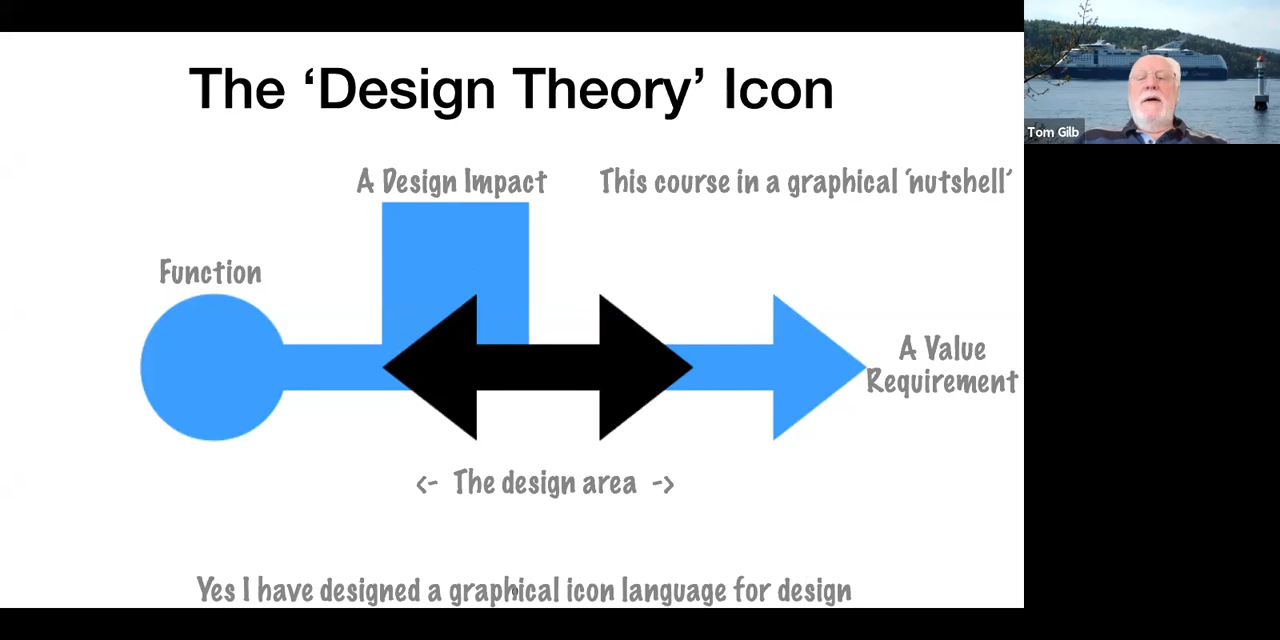 The ‘Design Theory’ Icon
Tom Gilb
A Design Impact
This course in a graphical ‘nutshell’
Function
A Value
Requirement
<- The design area ->
Yes I have designed a graphical icon language for design